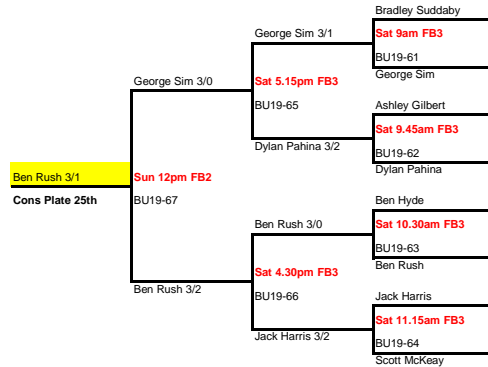 Bradley Suddaby
George Sim 3/1
Sat 9am FB3
BU19-61
George Sim
George Sim 3/0
Sat 5.15pm FB3
BU19-65
Ashley Gilbert
Sat 9.45am FB3
Dylan Pahina 3/2
BU19-62
Dylan Pahina
Ben Rush 3/1
Sun 12pm FB2
Cons Plate 25th
BU19-67
Ben Hyde
Ben Rush 3/0
Sat 10.30am FB3
BU19-63
Ben Rush
Sat 4.30pm FB3
Ben Rush 3/2
BU19-66
Jack Harris
Sat 11.15am FB3
Jack Harris 3/2
BU19-64
Scott McKeay